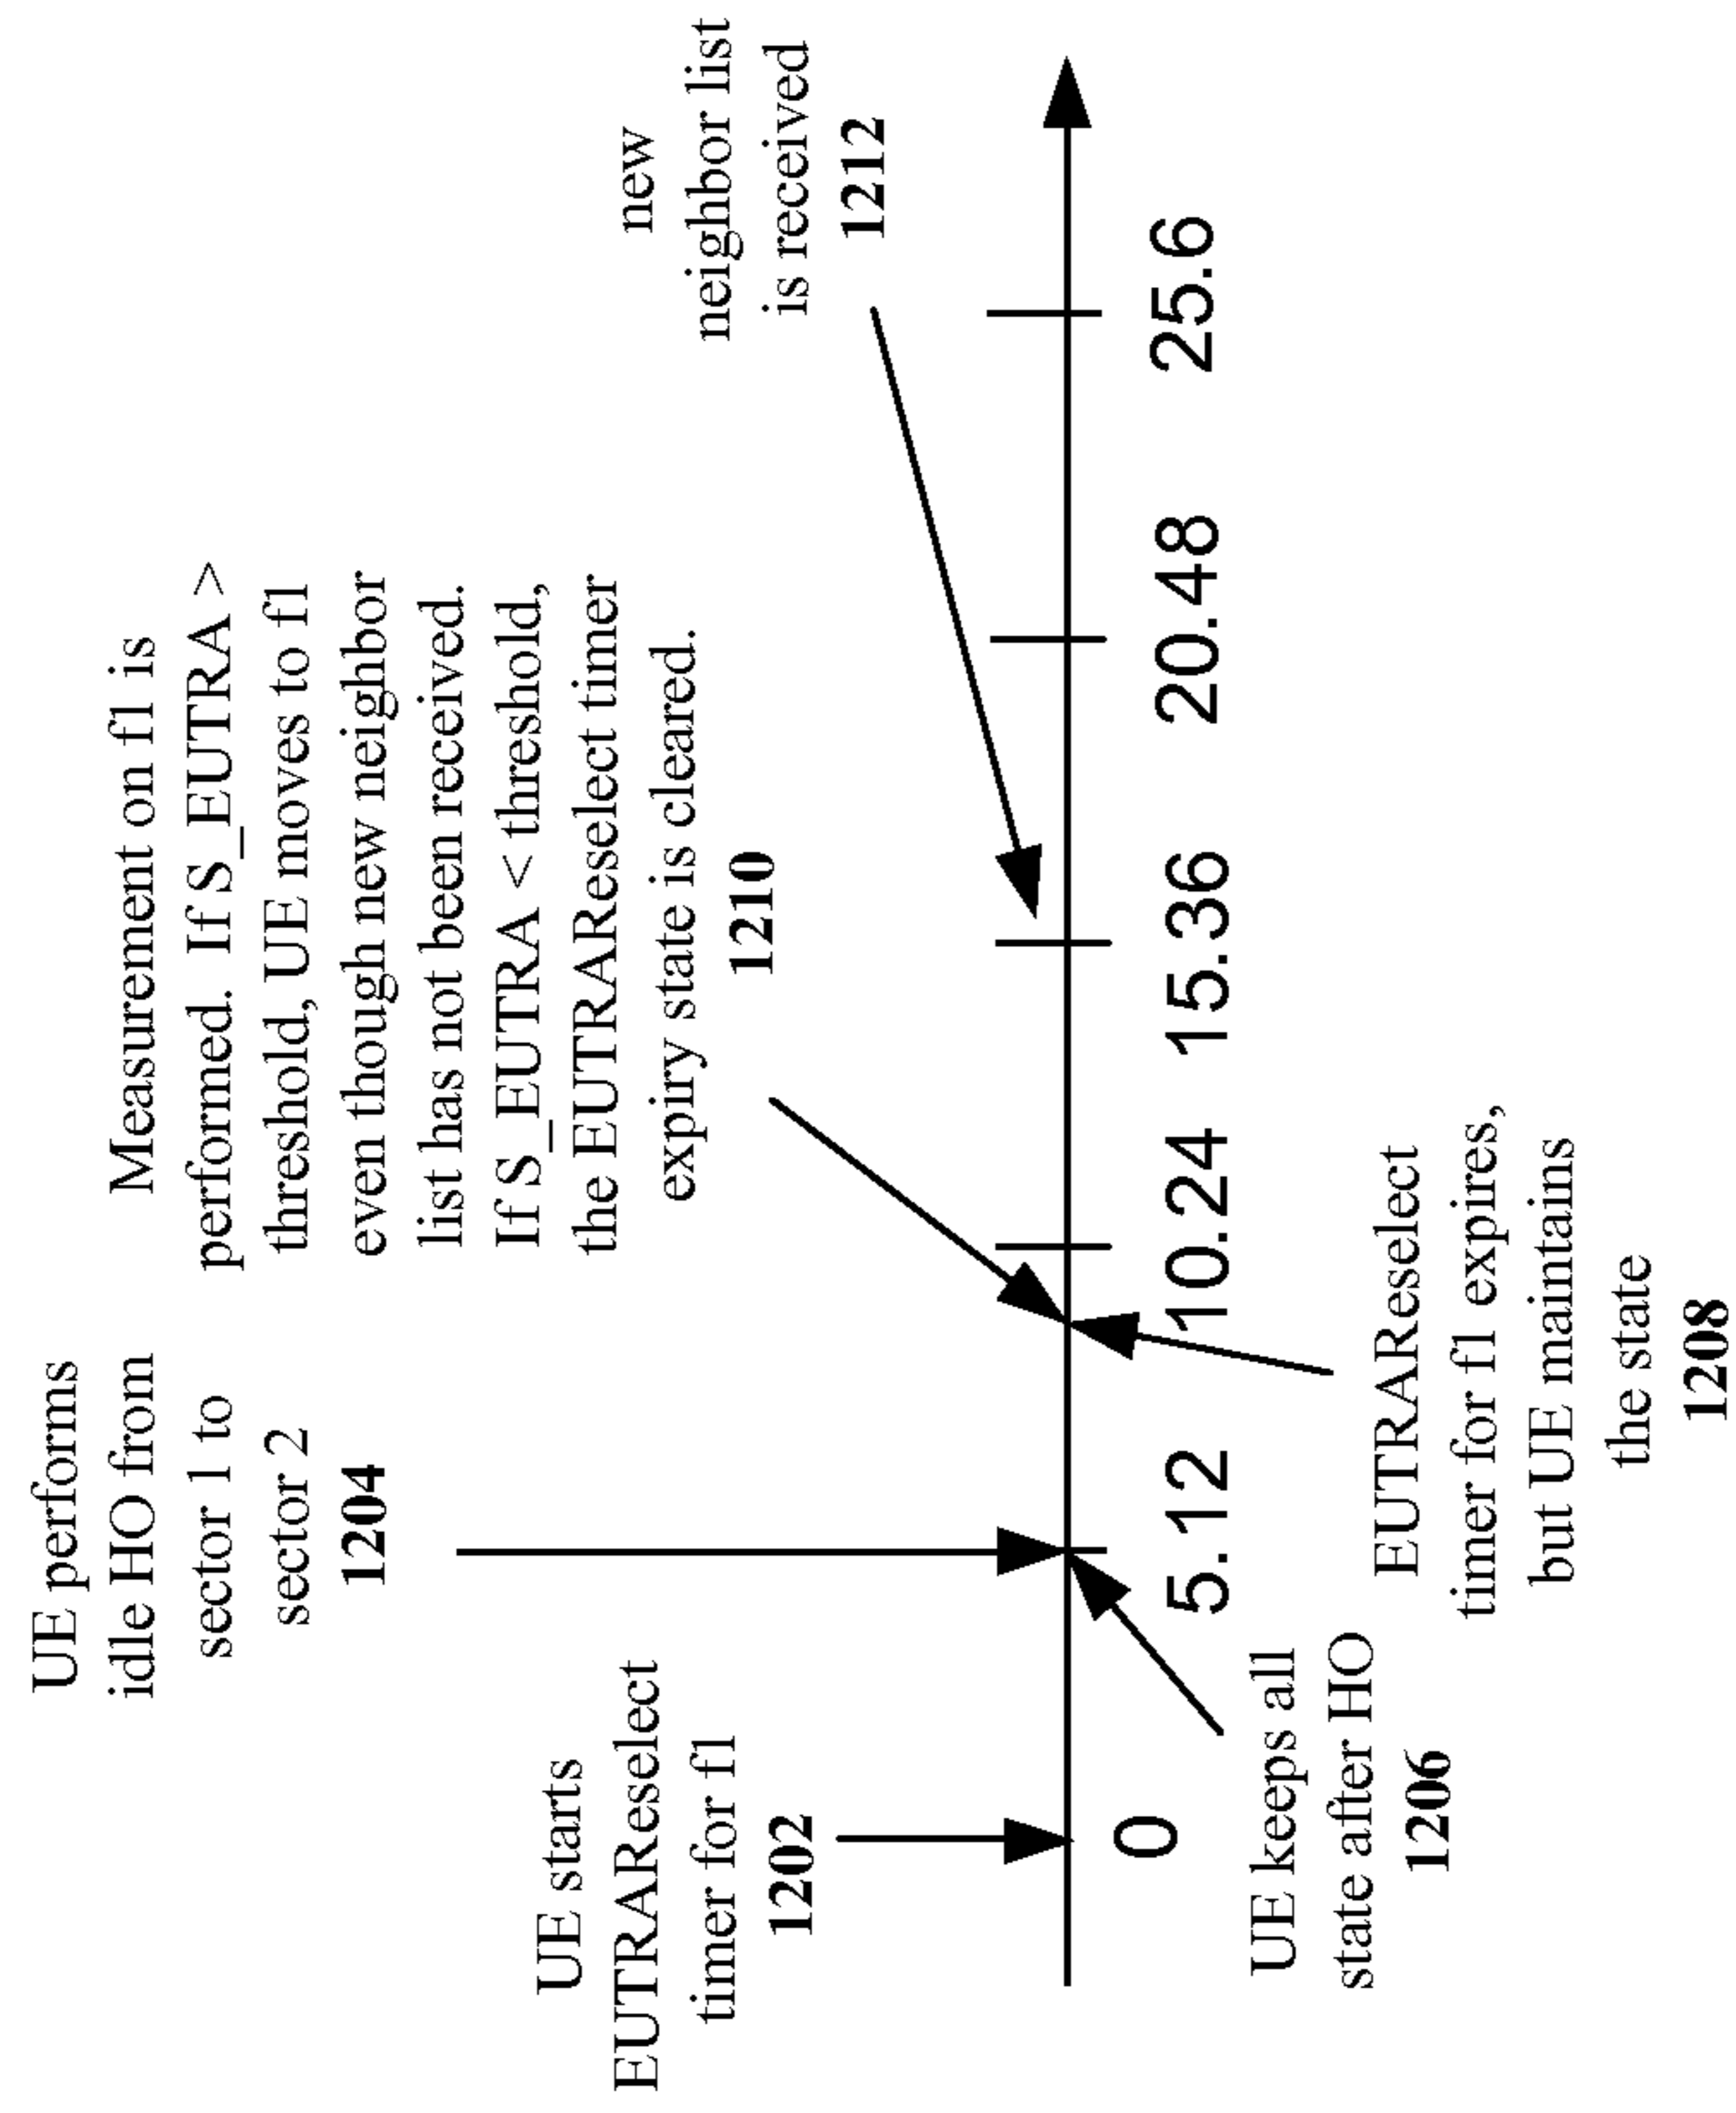 UE performs
idle HO from
sector 1 to
sector 2
1204
UE starts
EUTRAReselect
timer for f1
1202
Measurement on f1 is
performed. If S_EUTRA >
threshold, UE moves to f1
even though new neighbor
list has not been received.
If S_EUTRA < threshold,
the EUTRAReselect timer
expiry state is cleared.
1210
new
neighbor list
is received
1212
0
5.12
10.24
15.36
20.48
25.6
UE keeps all
state after HO
1206
EUTRAReselect
timer for f1 expires,
but UE maintains
the state
1208